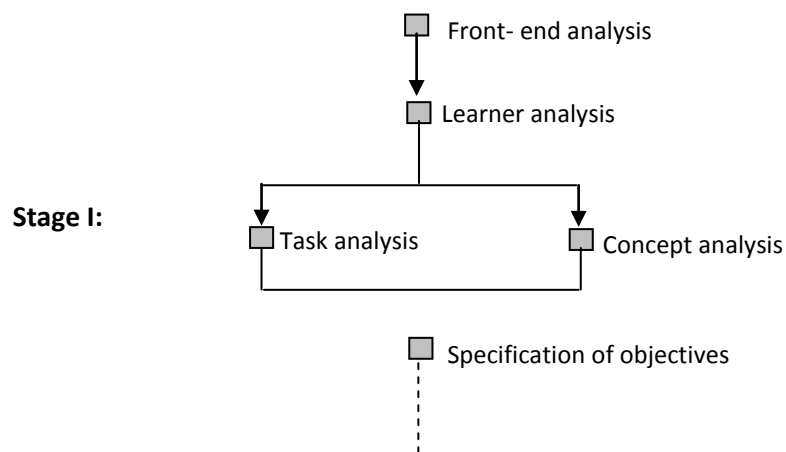 Front- end analysis
Learner analysis
Stage I:
Task analysis
Concept analysis
Specification of objectives